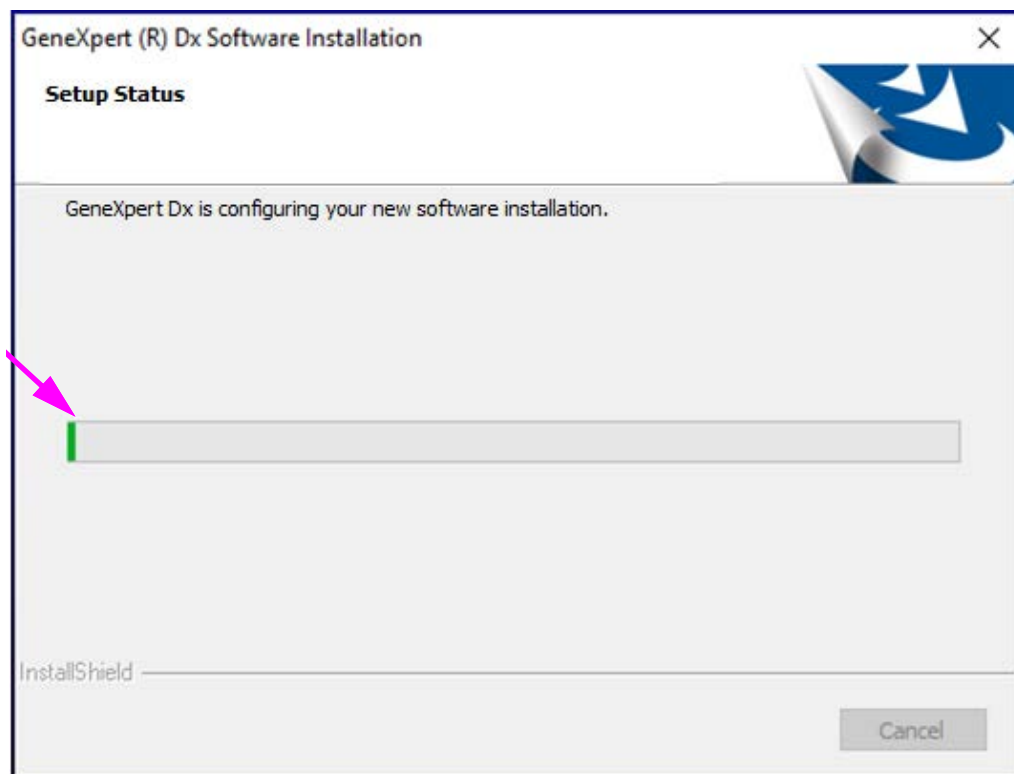 GeneXpert (R) Dx Software Installation
Setup Status
GeneXpert Dx is configuring your new software installation.
InstallShield
Cancel